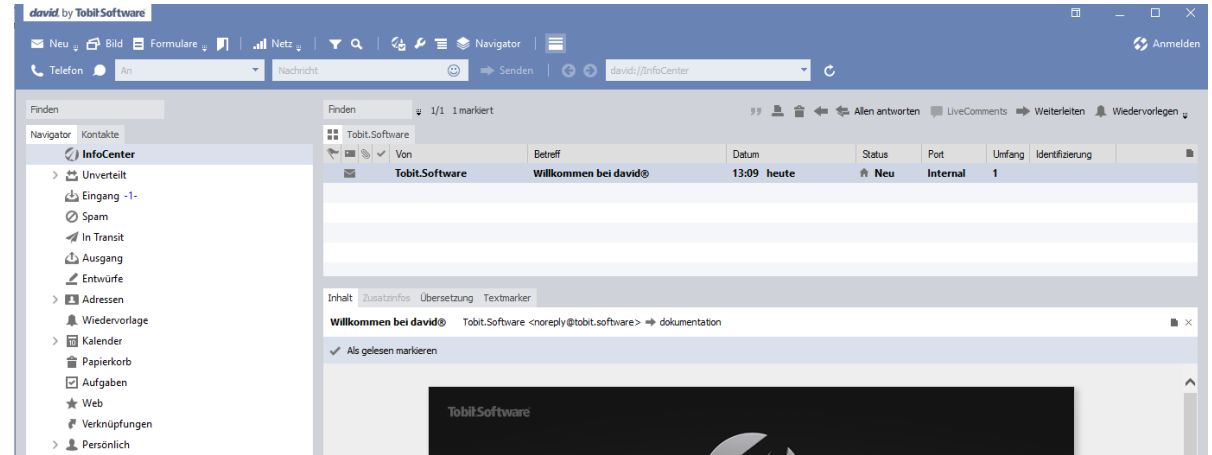 david. by Tobit.Software
Neu Bild Formulare Netz Navigator Anmelden
Telefon An Nachricht Senden david://InfoCenter
Finden
Navigator Kontakte
InfoCenter
Unverteilt
Eingang -1-
Spam
In Transit
Ausgang
Entwürfe
Adressen
Wiedervorlage
Kalender
Papierkorb
Aufgaben
Web
Verknüpfungen
Persönlich
Finden 1/1 1 markiert Allen antworten LiveComments Weiterleiten Wiedervorlegen
Tobit.Software
Von Betreff Datum Status Port Umfang Identifizierung
Tobit.Software Willkommen bei david® 13:09 heute Neu Internal 1
Inhalt Zusatzinfos Übersetzung Textmarker
Willkommen bei david® Tobit.Software <noreply@tobit.software> dokumentation
Als gelesen markieren
Tobit.Software